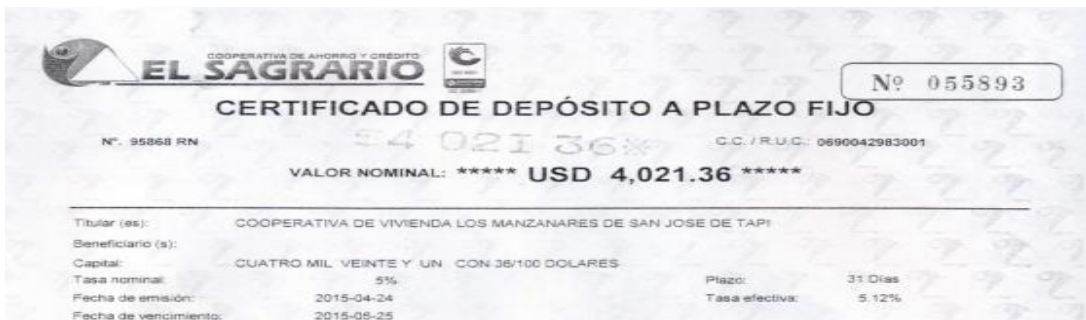 COOPERATIVA DE AHORRO Y CRÉDITO
EL SAGRARIO
Nº 055893
CERTIFICADO DE DEPÓSITO A PLAZO FIJO
Nº. 95868 RN
$4 021 36※
C.C. / R.U.C.: 0690042983001
VALOR NOMINAL: ***** USD 4,021.36 *****
Titular (es): COOPERATIVA DE VIVIENDA LOS MANZANARES DE SAN JOSE DE TAPI
Beneficiario (s):
Capital: CUATRO MIL VEINTE Y UN CON 36/100 DOLARES
Tasa nominal: 5% Plazo: 31 Días
Fecha de emisión: 2015-04-24 Tasa efectiva: 5.12%
Fecha de vencimiento: 2015-05-25